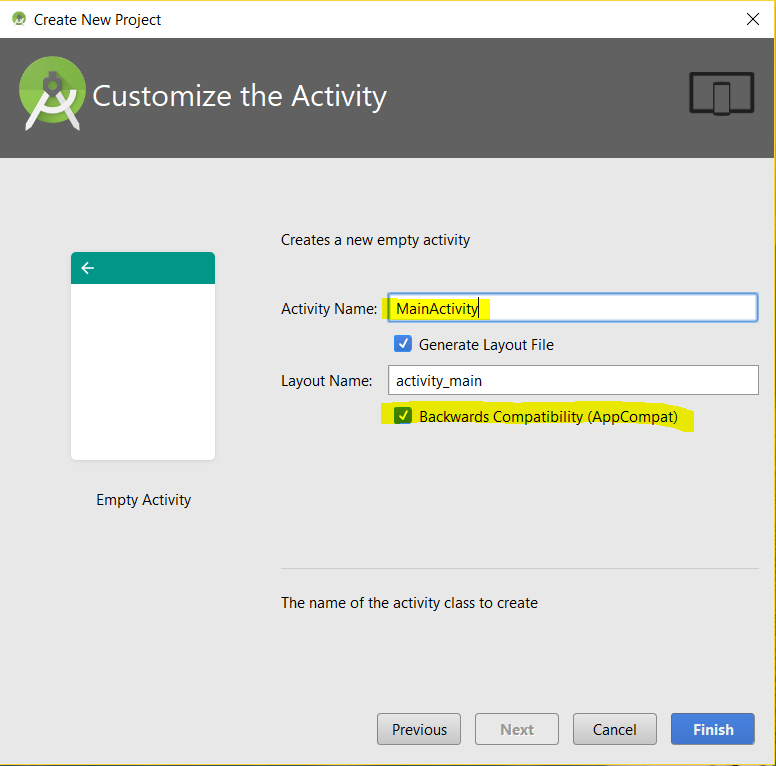 Create New Project
Customize the Activity
Creates a new empty activity
Activity Name: MainActivity
Generate Layout File
Layout Name: activity_main
Backwards Compatibility (AppCompat)
Empty Activity
The name of the activity class to create
Previous Next Cancel Finish